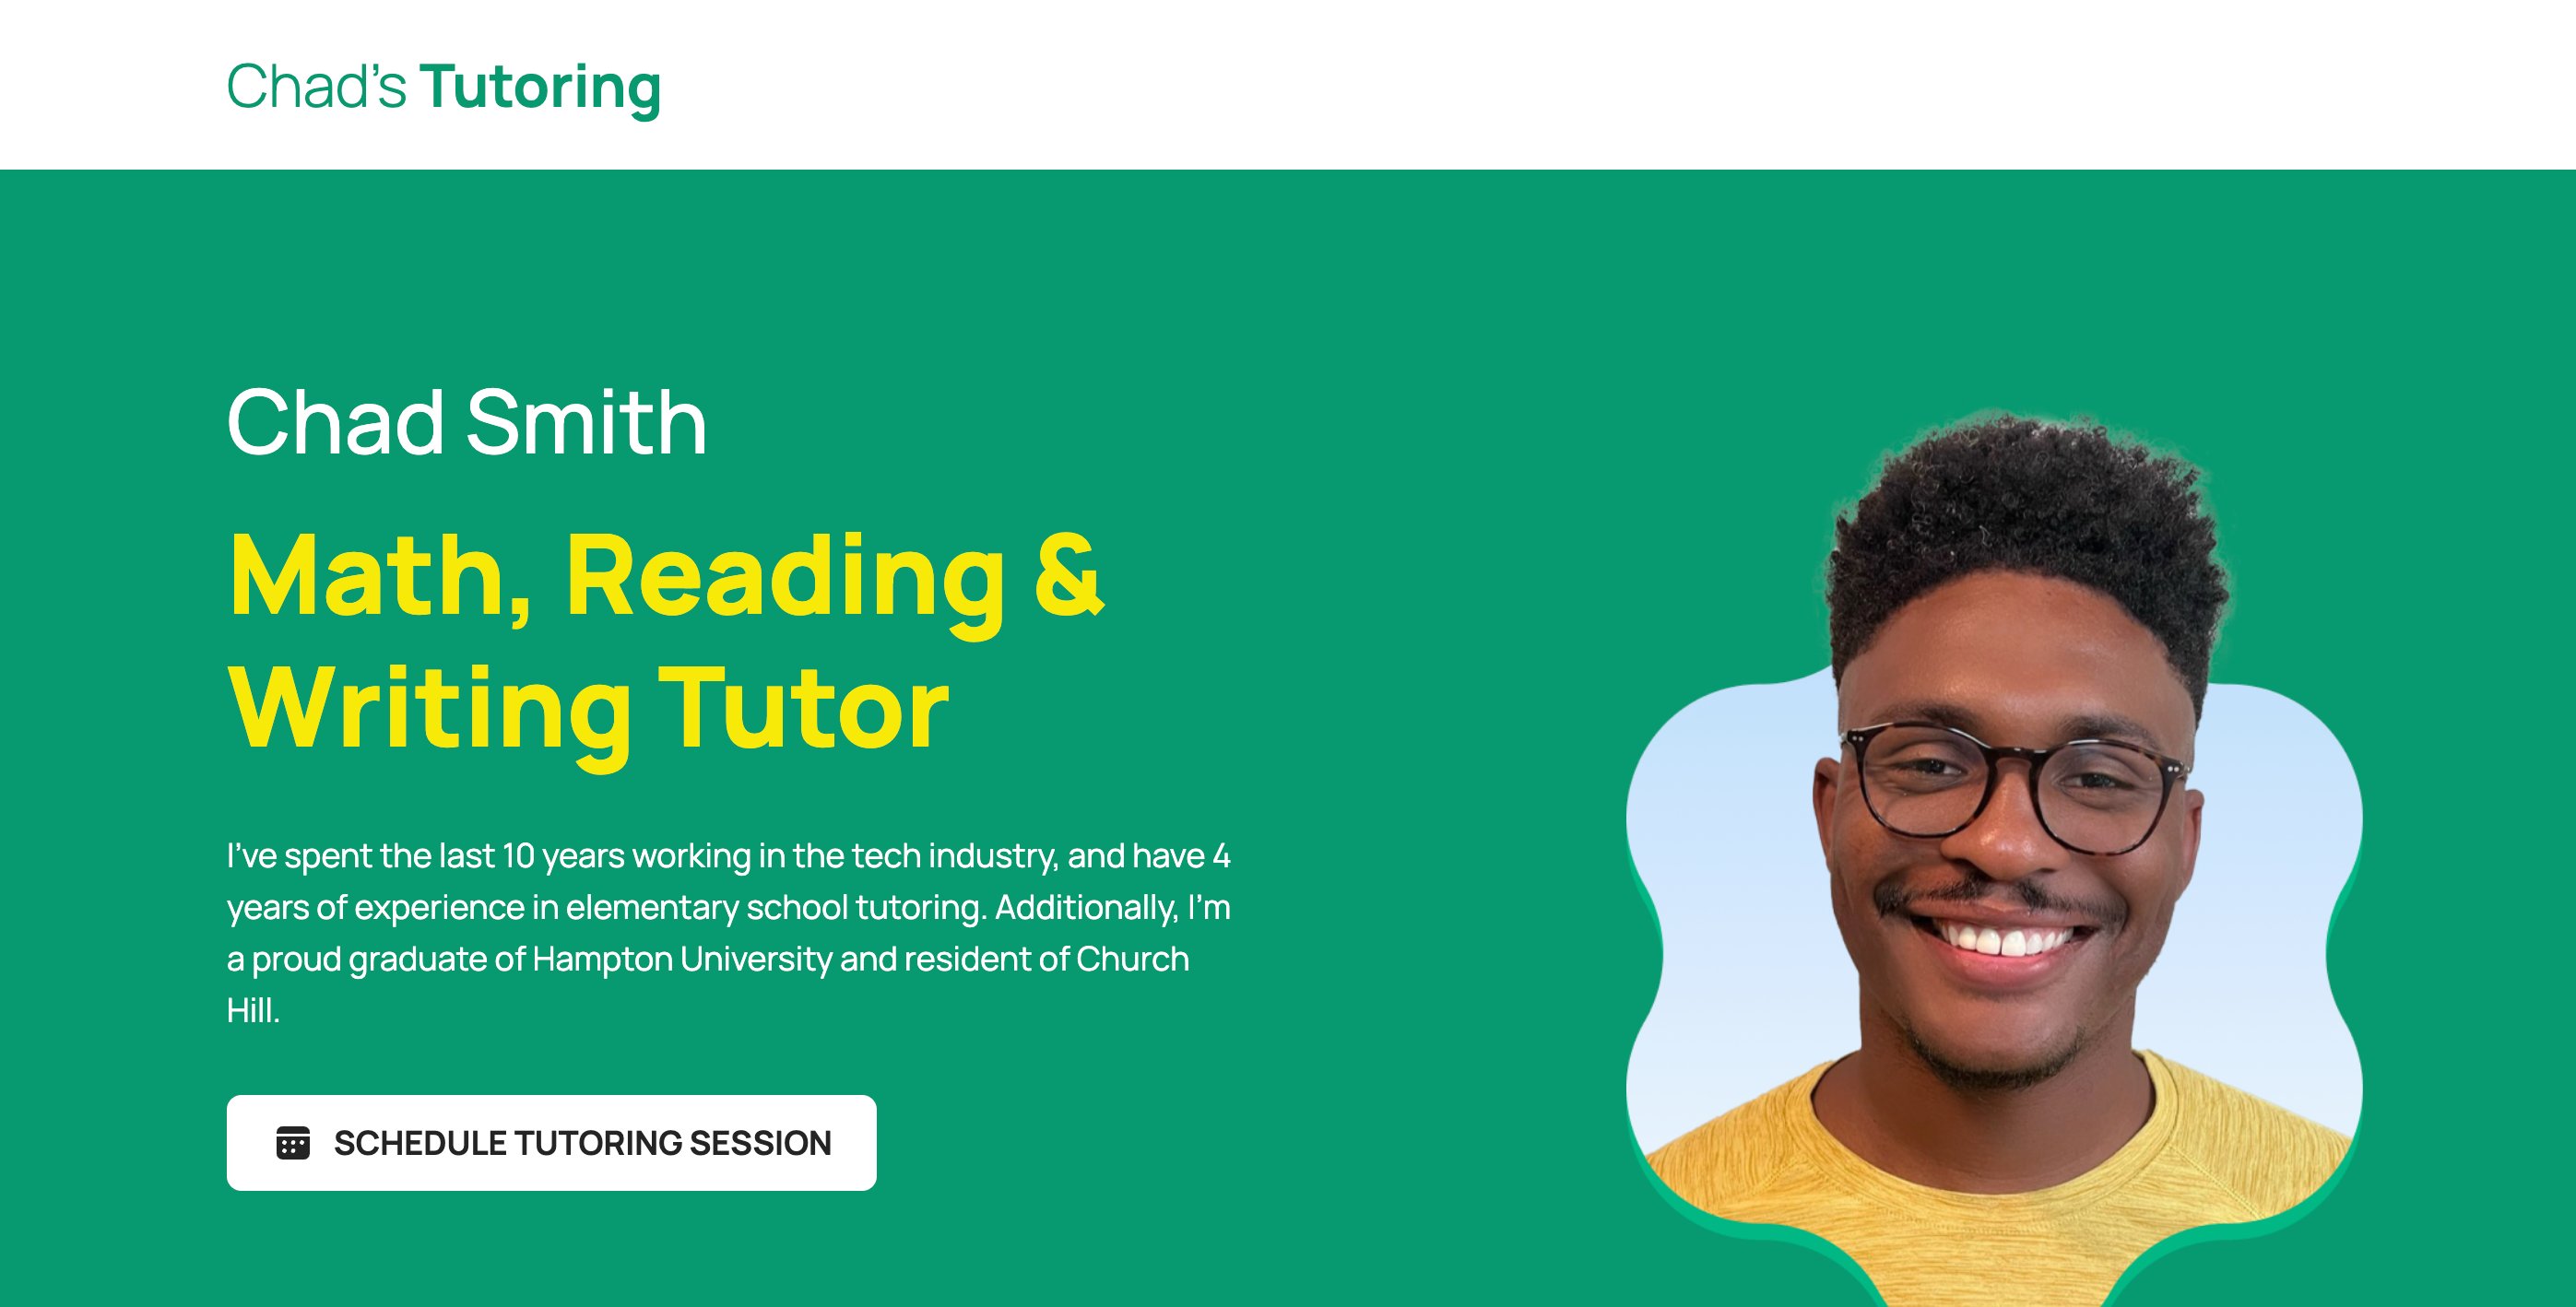 Chad’s Tutoring
Chad Smith
Math, Reading &
Writing Tutor
I’ve spent the last 10 years working in the tech industry, and have 4
years of experience in elementary school tutoring. Additionally, I’m
a proud graduate of Hampton University and resident of Church
Hill.
SCHEDULE TUTORING SESSION